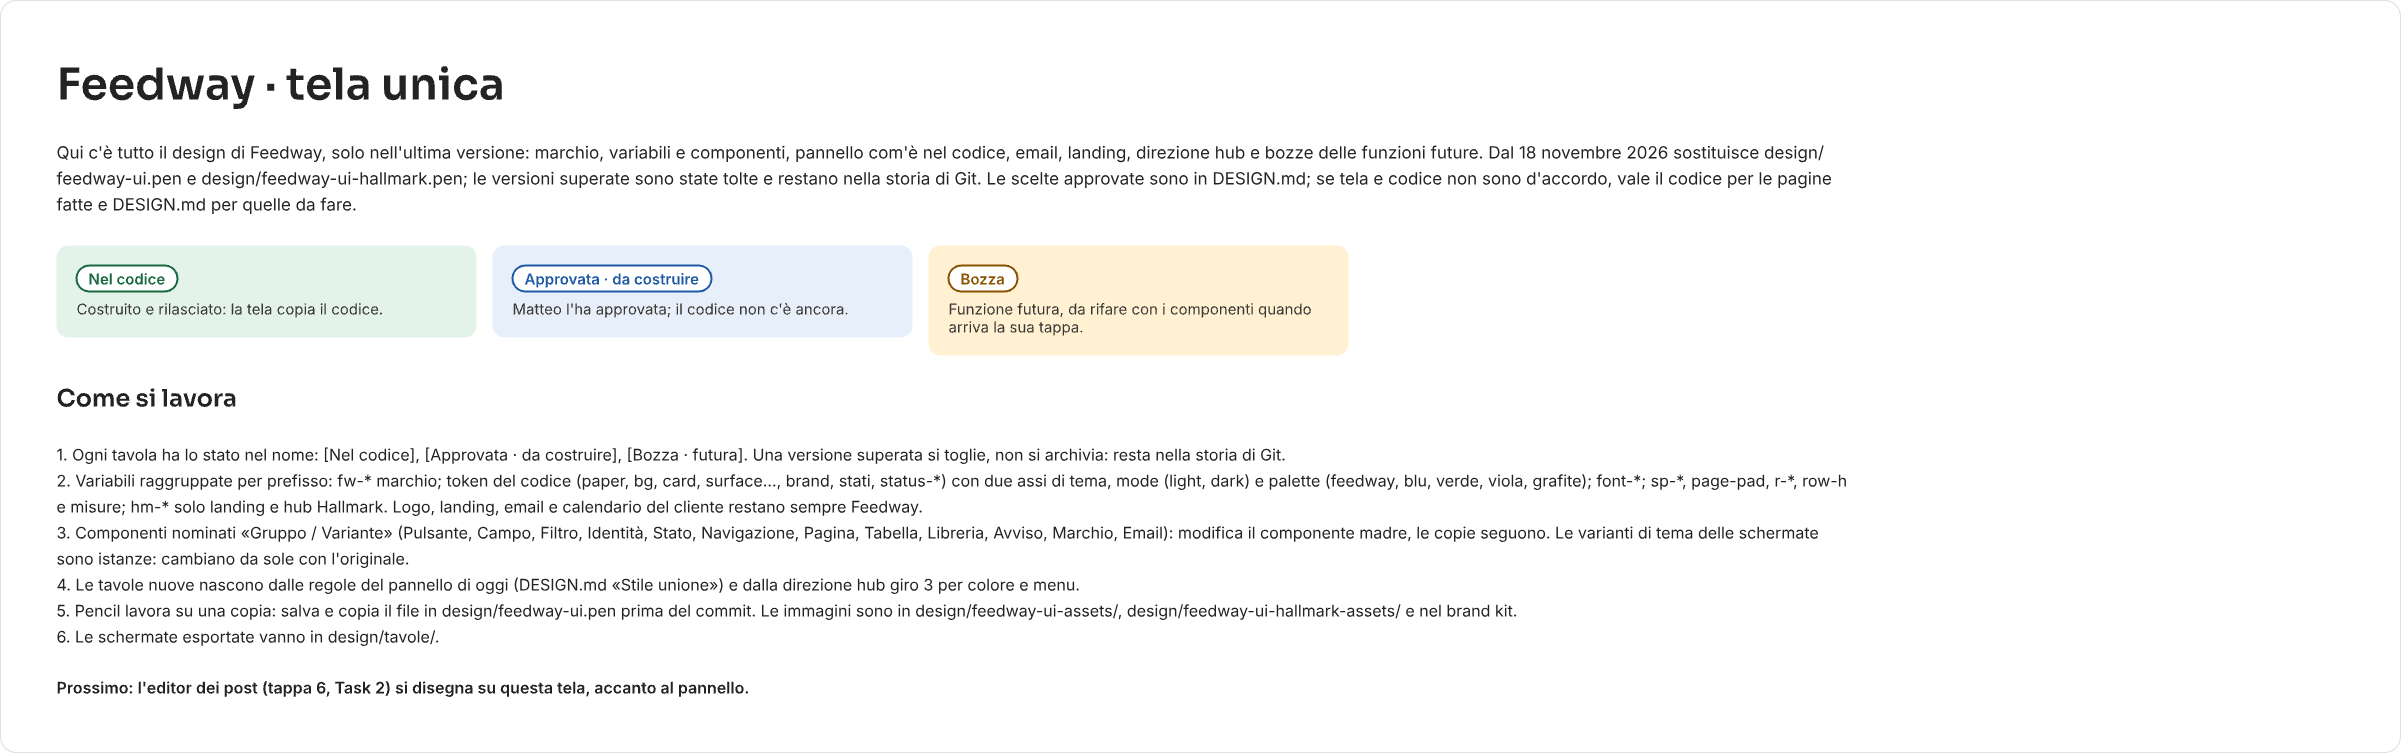 Feedway · tela unica
Qui c'è tutto il design di Feedway, solo nell'ultima versione: marchio, variabili e componenti, pannello com'è nel codice, email, landing, direzione hub e bozze delle funzioni future. Dal 18 novembre 2026 sostituisce design/
feedway-ui.pen e design/feedway-ui-hallmark.pen; le versioni superate sono state tolte e restano nella storia di Git. Le scelte approvate sono in DESIGN.md; se tela e codice non sono d'accordo, vale il codice per le pagine
fatte e DESIGN.md per quelle da fare.
Nel codice
Costruito e rilasciato: la tela copia il codice.
Approvata · da costruire
Matteo l'ha approvata; il codice non c'è ancora.
Bozza
Funzione futura, da rifare con i componenti quando
arriva la sua tappa.
Come si lavora
1. Ogni tavola ha lo stato nel nome: [Nel codice], [Approvata · da costruire], [Bozza · futura]. Una versione superata si toglie, non si archivia: resta nella storia di Git.
2. Variabili raggruppate per prefisso: fw-* marchio; token del codice (paper, bg, card, surface..., brand, stati, status-*) con due assi di tema, mode (light, dark) e palette (feedway, blu, verde, viola, grafite); font-*; sp-*, page-pad, r-*, row-h
e misure; hm-* solo landing e hub Hallmark. Logo, landing, email e calendario del cliente restano sempre Feedway.
3. Componenti nominati «Gruppo / Variante» (Pulsante, Campo, Filtro, Identità, Stato, Navigazione, Pagina, Tabella, Libreria, Avviso, Marchio, Email): modifica il componente madre, le copie seguono. Le varianti di tema delle schermate
sono istanze: cambiano da sole con l'originale.
4. Le tavole nuove nascono dalle regole del pannello di oggi (DESIGN.md «Stile unione») e dalla direzione hub giro 3 per colore e menu.
5. Pencil lavora su una copia: salva e copia il file in design/feedway-ui.pen prima del commit. Le immagini sono in design/feedway-ui-assets/, design/feedway-ui-hallmark-assets/ e nel brand kit.
6. Le schermate esportate vanno in design/tavole/.
Prossimo: l'editor dei post (tappa 6, Task 2) si disegna su questa tela, accanto al pannello.